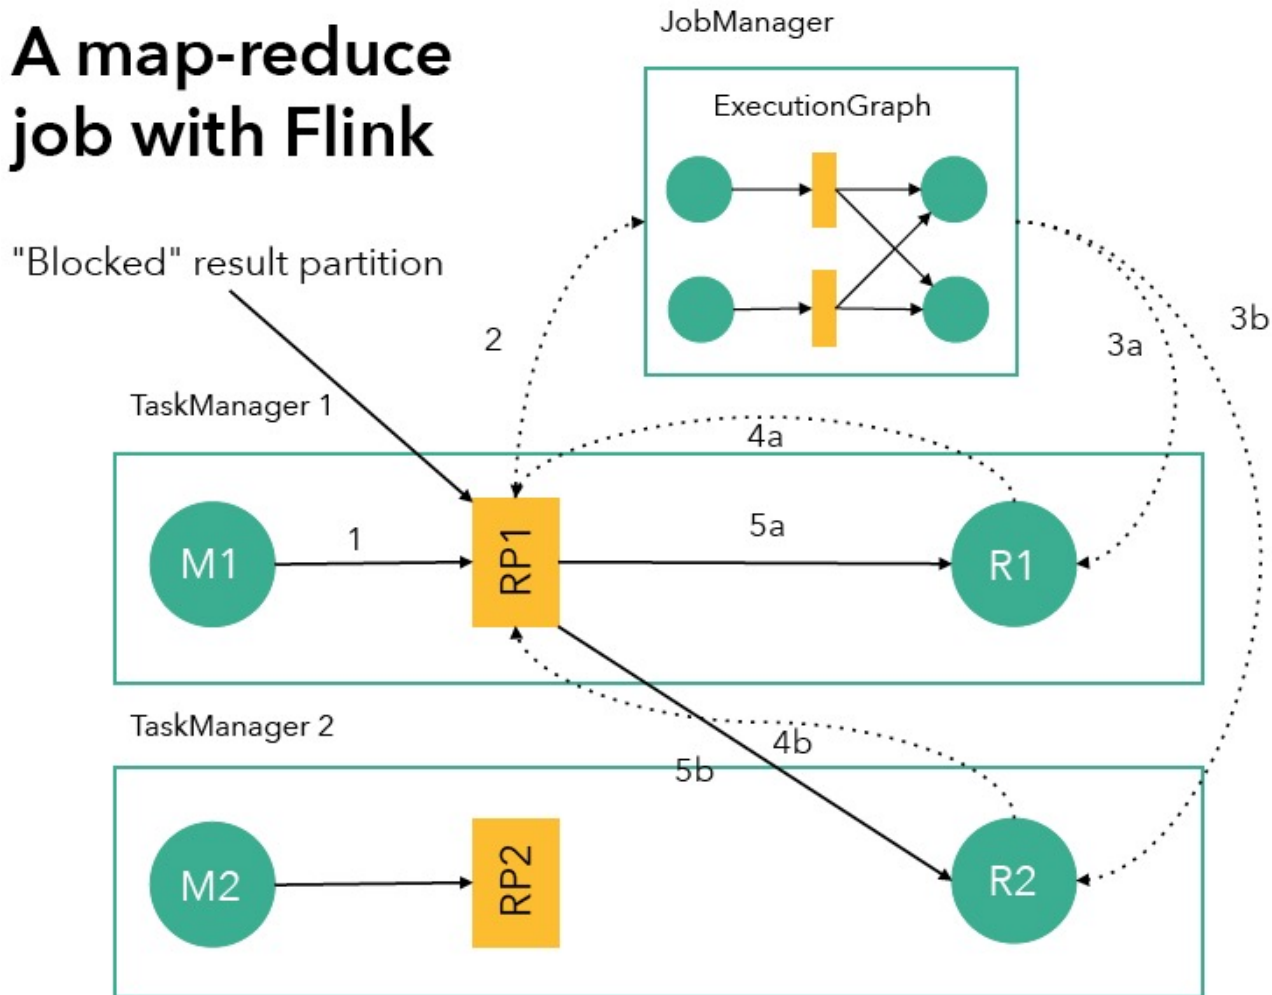 A map-reduce
job with Flink
JobManager
ExecutionGraph
"Blocked" result partition
2
3a
3b
TaskManager 1
4a
M1
1
RP1
5a
R1
TaskManager 2
4b
5b
M2
RP2
R2